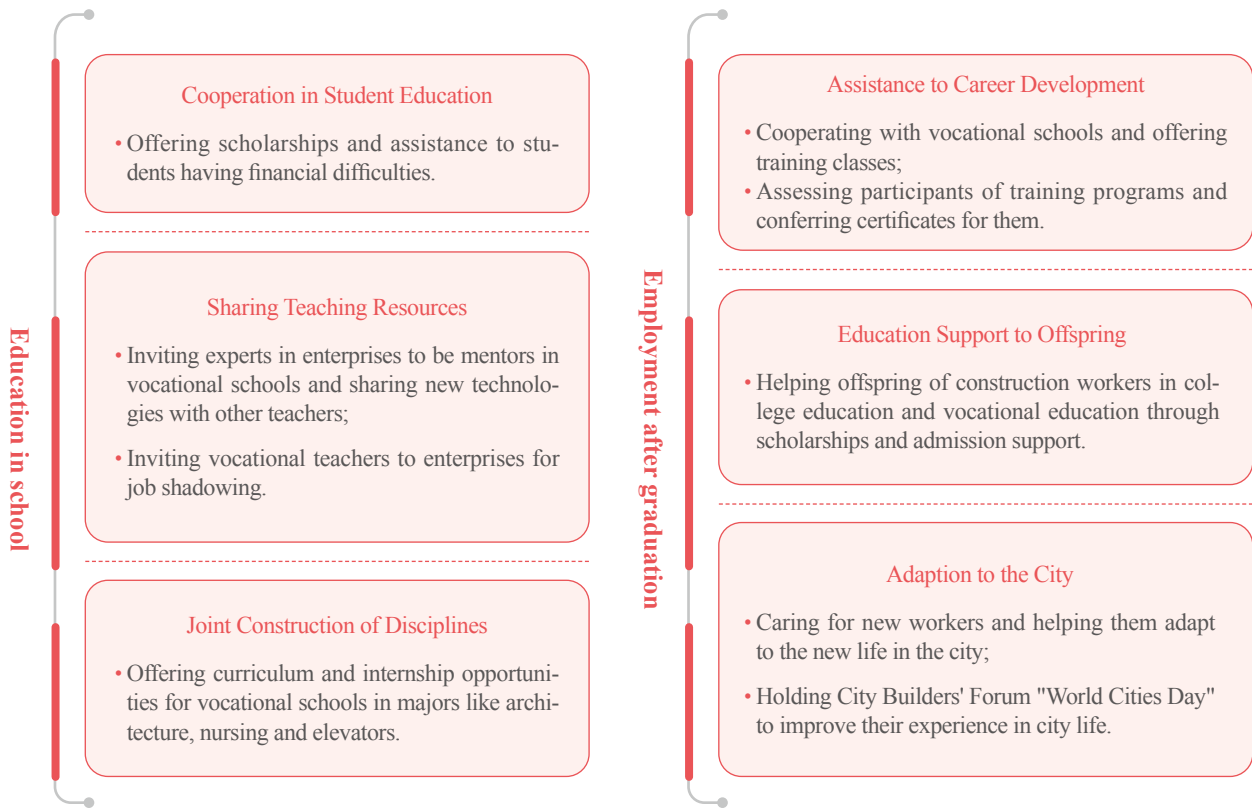 Education in school
Cooperation in Student Education
• Offering scholarships and assistance to stu-
dents having financial difficulties.
Sharing Teaching Resources
• Inviting experts in enterprises to be mentors in
vocational schools and sharing new technolo-
gies with other teachers;
• Inviting vocational teachers to enterprises for
job shadowing.
Joint Construction of Disciplines
• Offering curriculum and internship opportuni-
ties for vocational schools in majors like archi-
tecture, nursing and elevators.
Employment after graduation
Assistance to Career Development
• Cooperating with vocational schools and offering
training classes;
• Assessing participants of training programs and
conferring certificates for them.
Education Support to Offspring
• Helping offspring of construction workers in col-
lege education and vocational education through
scholarships and admission support.
Adaption to the City
• Caring for new workers and helping them adapt
to the new life in the city;
• Holding City Builders' Forum "World Cities Day"
to improve their experience in city life.